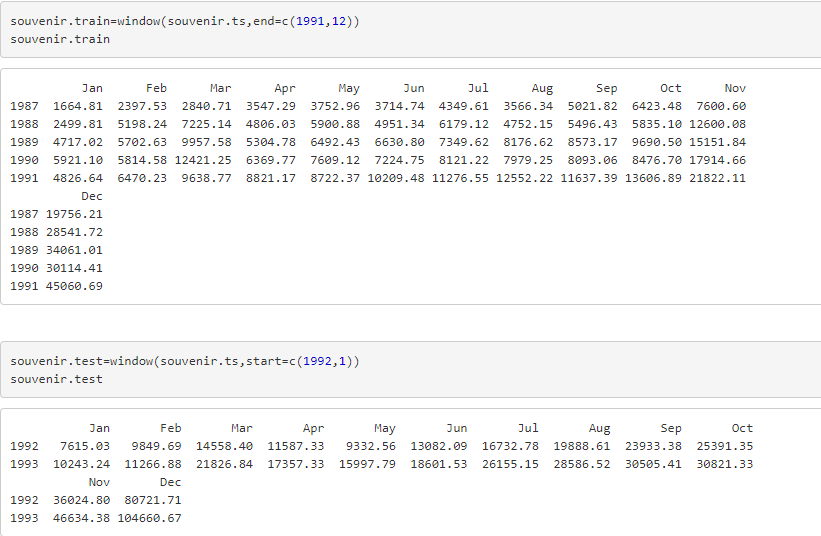 souvenir.train=window(souvenir.ts,end=c(1991,12))
souvenir.train
Jan Feb Mar Apr May Jun Jul Aug Sep Oct Nov
1987 1664.81 2397.53 2840.71 3547.29 3752.96 3714.74 4349.61 3566.34 5021.82 6423.48 7600.60
1988 2499.81 5198.24 7225.14 4806.03 5900.88 4951.34 6179.12 4752.15 5496.43 5835.10 12600.08
1989 4717.02 5702.63 9957.58 5304.78 6492.43 6630.80 7349.62 8176.62 8573.17 9690.50 15151.84
1990 5921.10 5814.58 12421.25 6369.77 7609.12 7224.75 8121.22 7979.25 8093.06 8476.70 17914.66
1991 4826.64 6470.23 9638.77 8821.17 8722.37 10209.48 11276.55 12552.22 11637.39 13606.89 21822.11
Dec
1987 19756.21
1988 28541.72
1989 34061.01
1990 30114.41
1991 45060.69
souvenir.test=window(souvenir.ts,start=c(1992,1))
souvenir.test
Jan Feb Mar Apr May Jun Jul Aug Sep Oct
1992 7615.03 9849.69 14558.40 11587.33 9332.56 13082.09 16732.78 19888.61 23933.38 25391.35
1993 10243.24 11266.88 21826.84 17357.33 15997.79 18601.53 26155.15 28586.52 30505.41 30821.33
Nov Dec
1992 36024.80 80721.71
1993 46634.38 104660.67